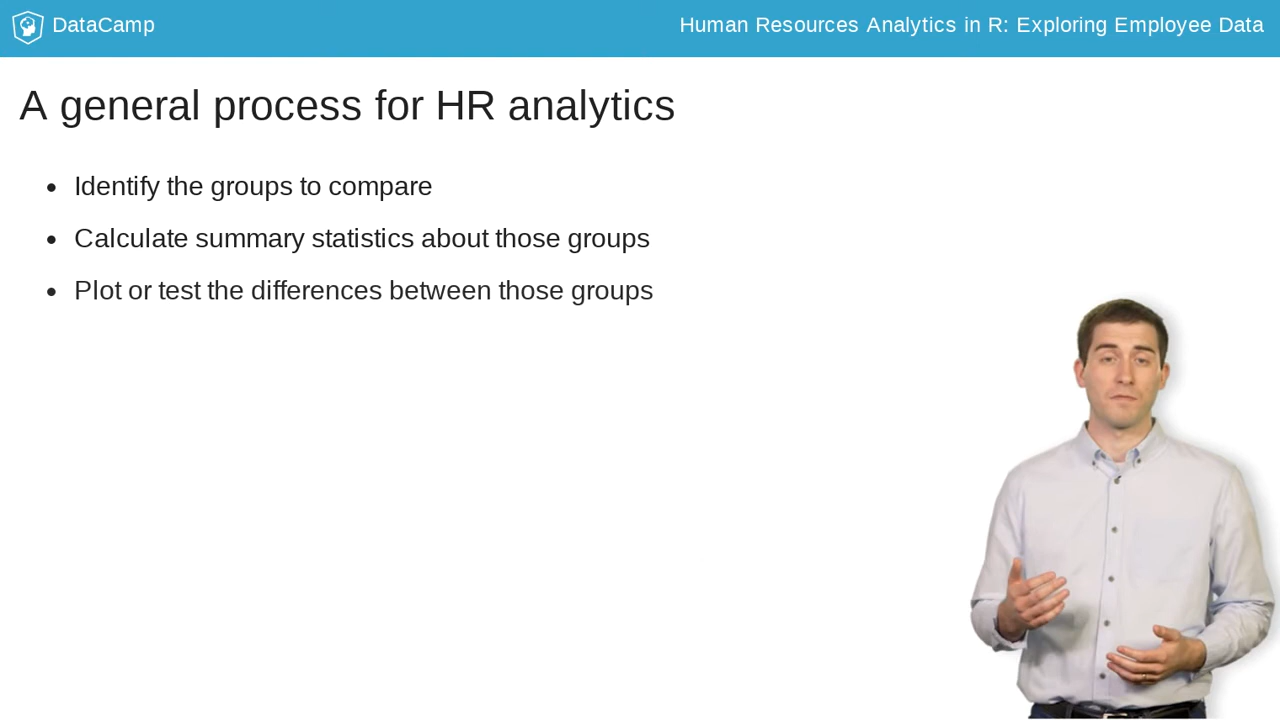 DataCamp
Human Resources Analytics in R: Exploring Employee Data
A general process for HR analytics
Identify the groups to compare
Calculate summary statistics about those groups
Plot or test the differences between those groups